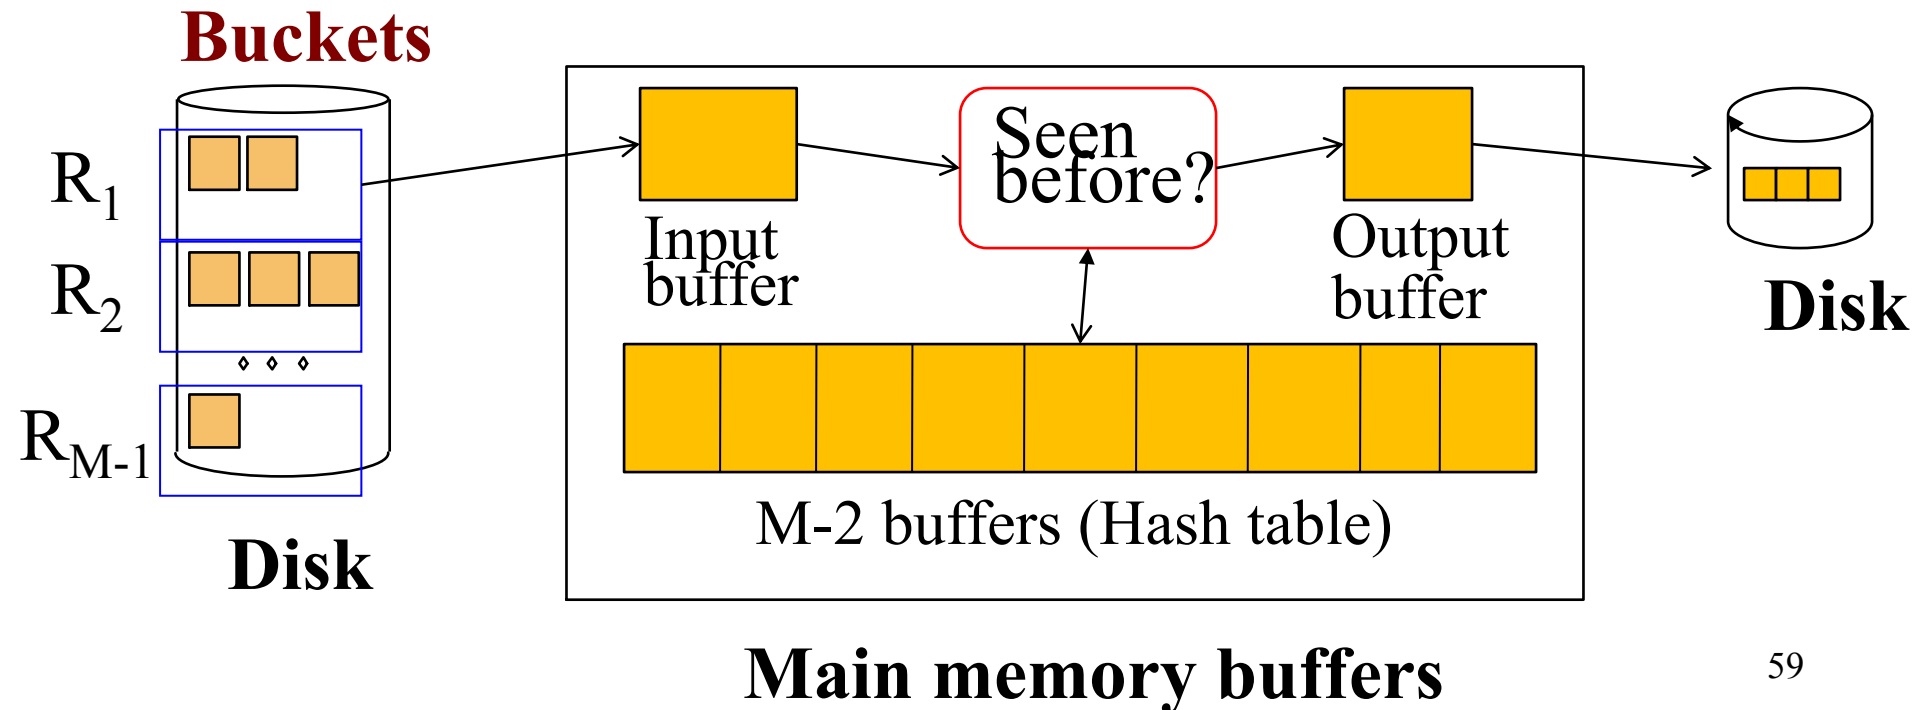 Buckets
R1
R2
RM-1
Disk
Input
buffer
Seen
before?
Output
buffer
M-2 buffers (Hash table)
Main memory buffers
Disk
59